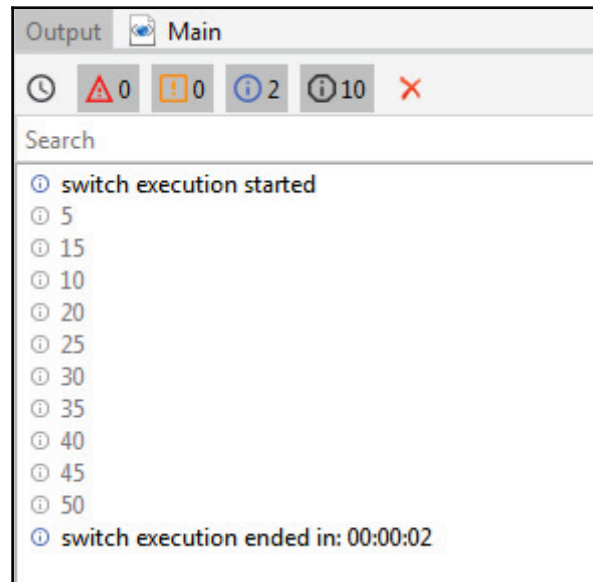 Output Main
0 0 2 10
Search
switch execution started
5
15
10
20
25
30
35
40
45
50
switch execution ended in: 00:00:02